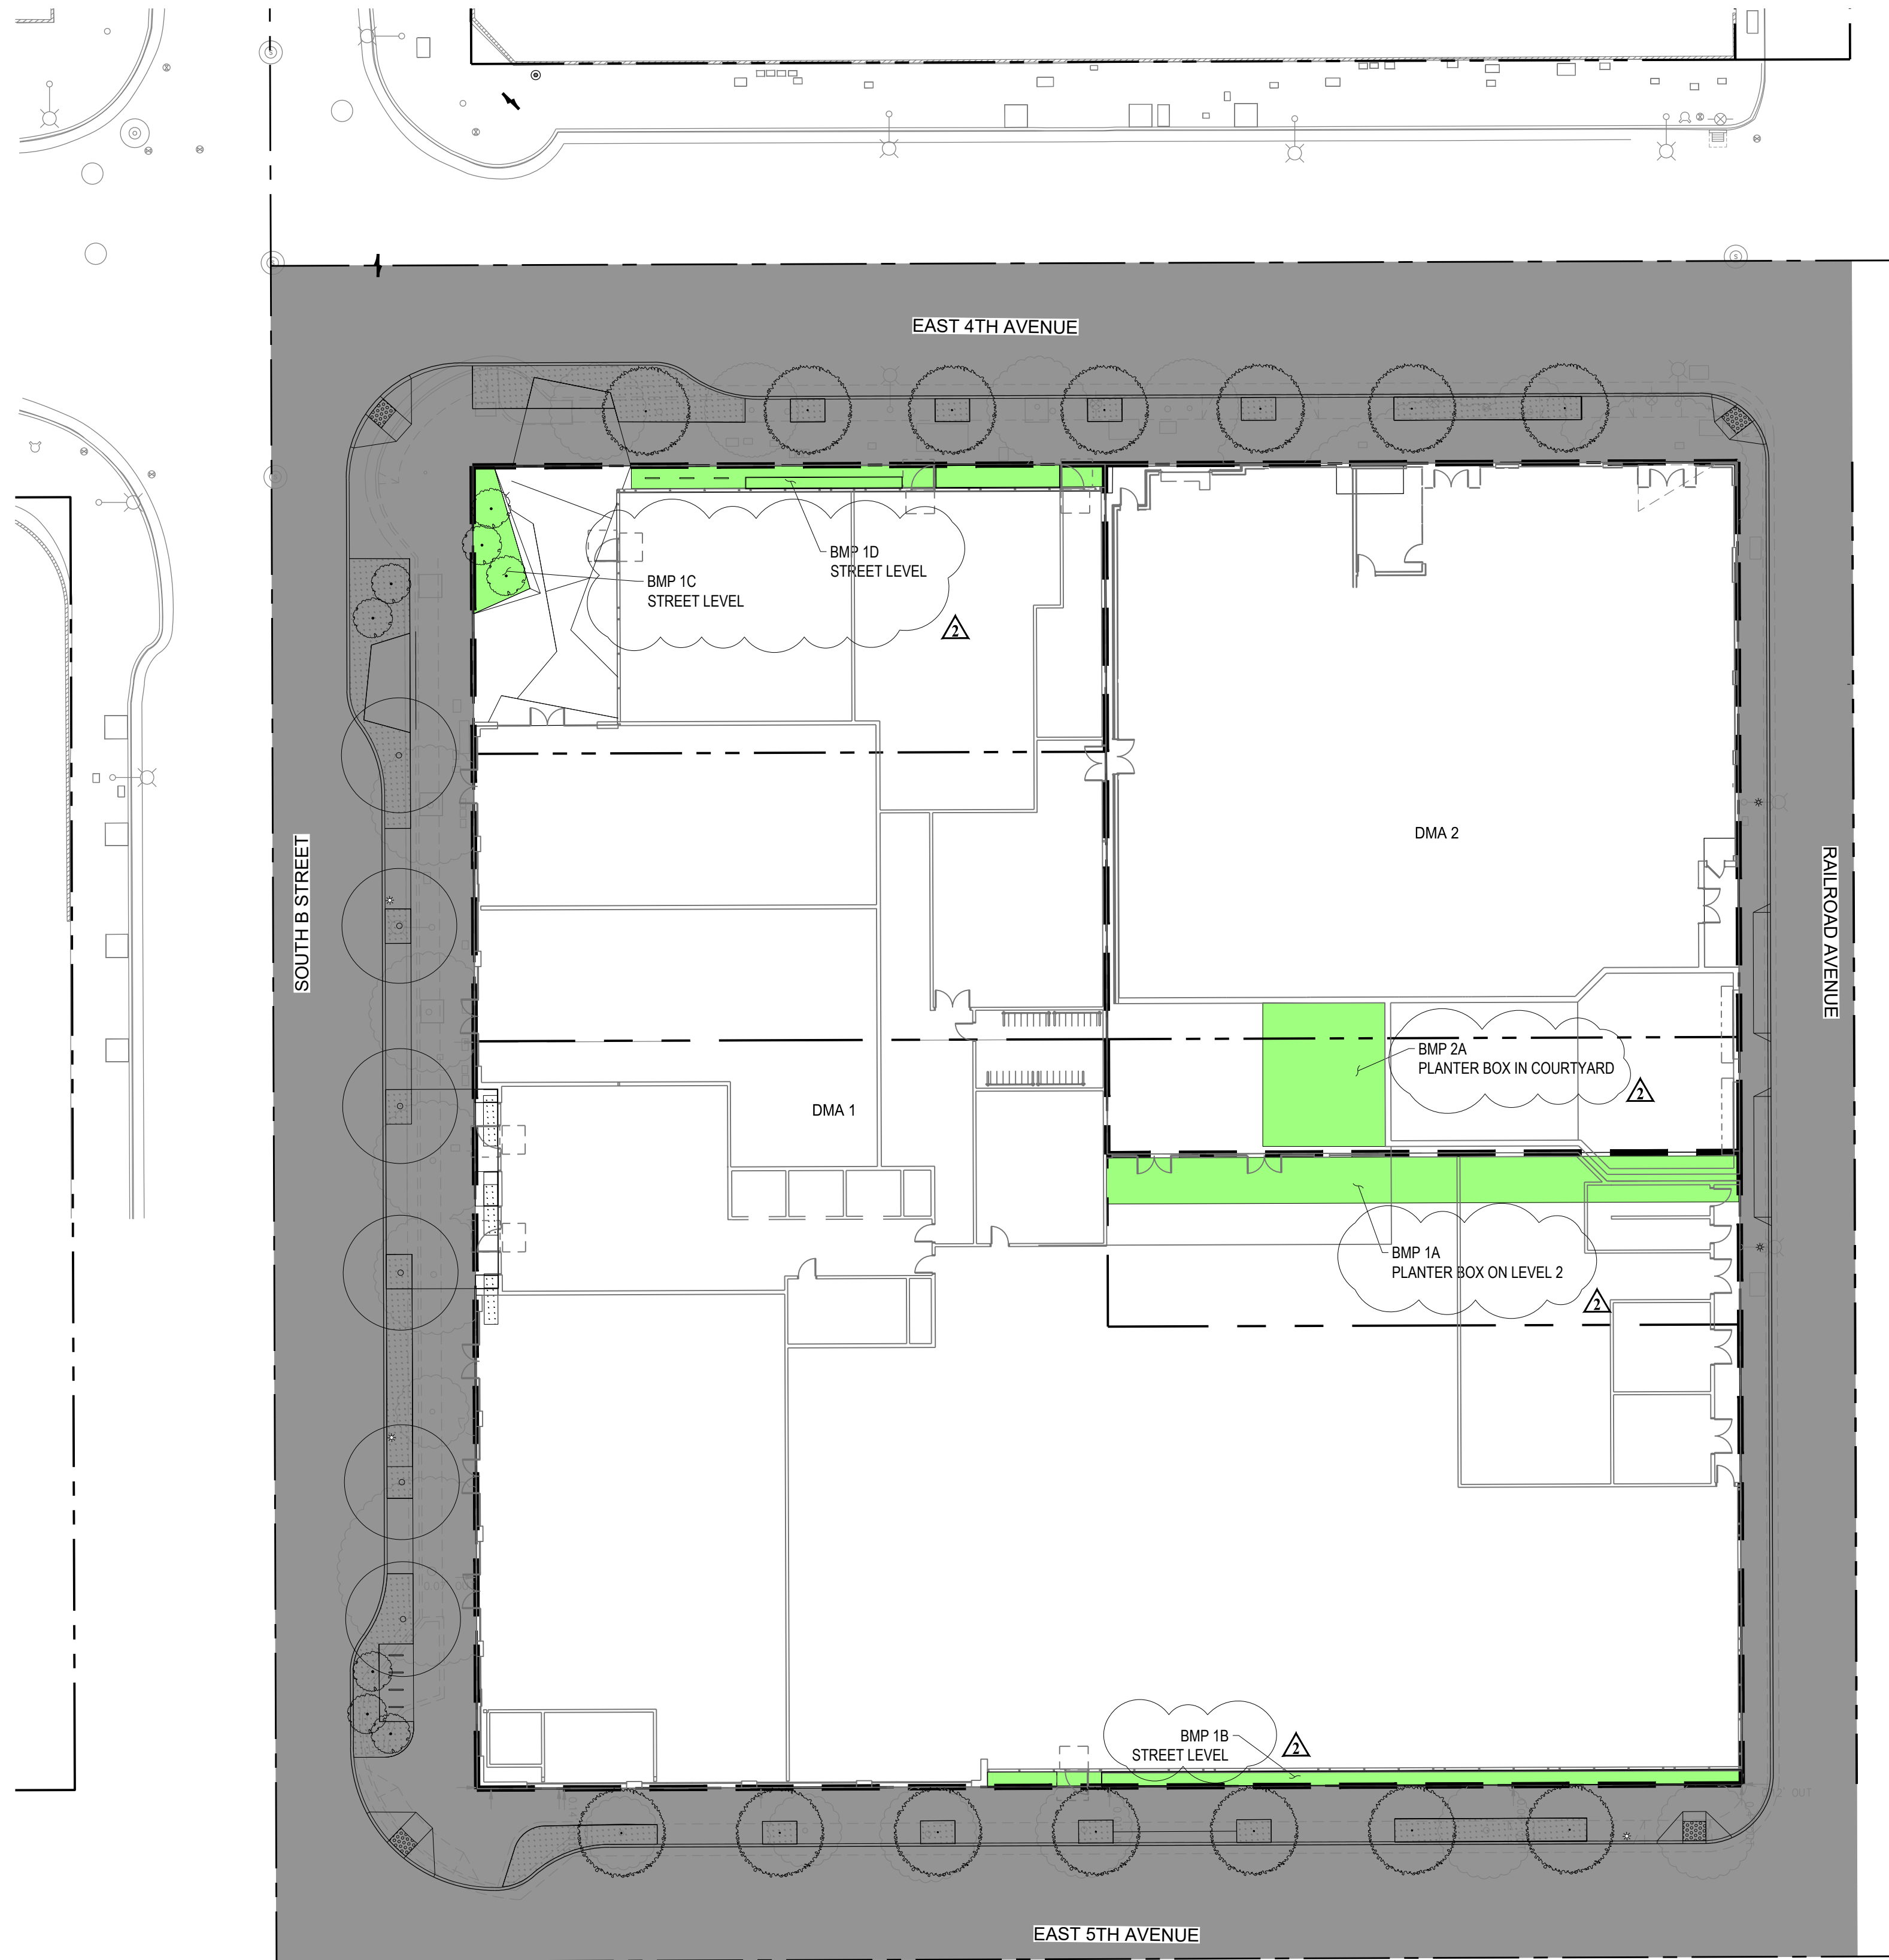 EAST 4TH AVENUE
BMP 1D
STREET LEVEL
BMP 1C
STREET LEVEL
2
DMA 2
SOUTH B STREET
RAILROAD AVENUE
BMP 2A
PLANTER BOX IN COURTYARD
2
DMA 1
BMP 1A
PLANTER BOX ON LEVEL 2
2
BMP 1B
STREET LEVEL
2
EAST 5TH AVENUE